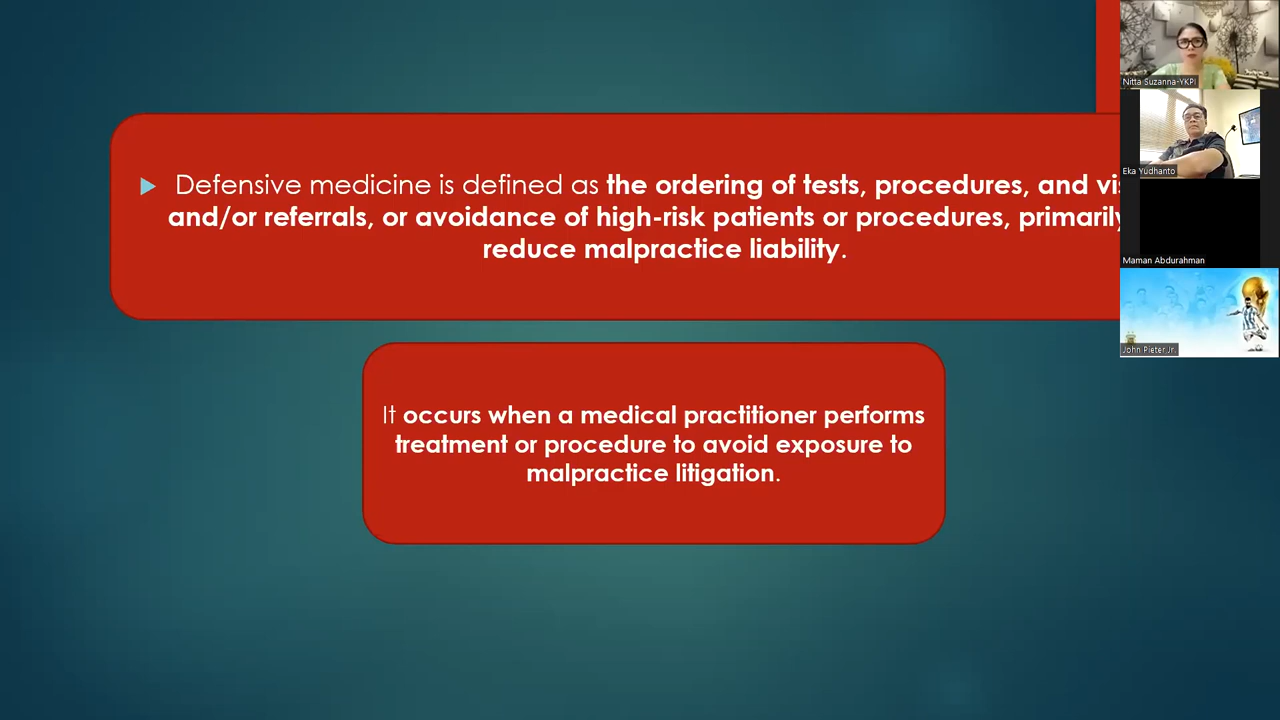 Defensive medicine is defined as the ordering of tests, procedures, and
and/or referrals, or avoidance of high-risk patients or procedures, primarily
reduce malpractice liability.
It occurs when a medical practitioner performs
treatment or procedure to avoid exposure to
malpractice litigation.
Nitta Suzanna-YKPI
Eka Yudhanto
Maman Abdurahman
John Pieter Jr.